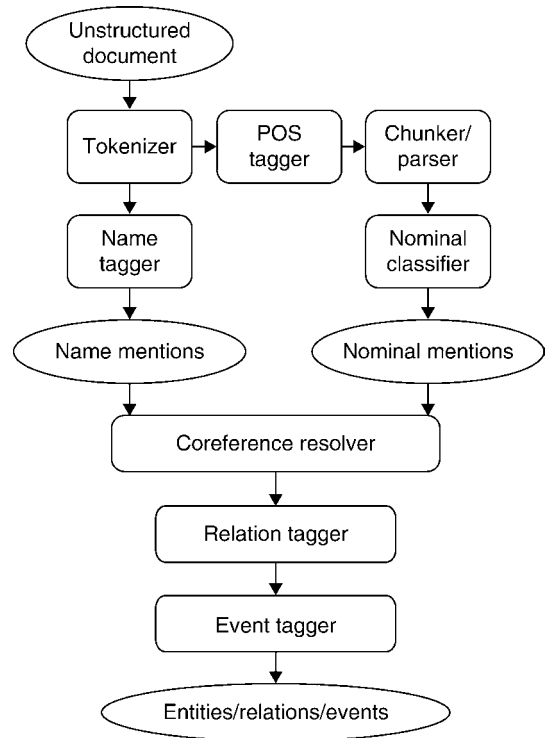 Unstructured
document
Tokenizer
POS
tagger
Chunker/
parser
Name
tagger
Nominal
classifier
Name mentions
Nominal mentions
Coreference resolver
Relation tagger
Event tagger
Entities/relations/events